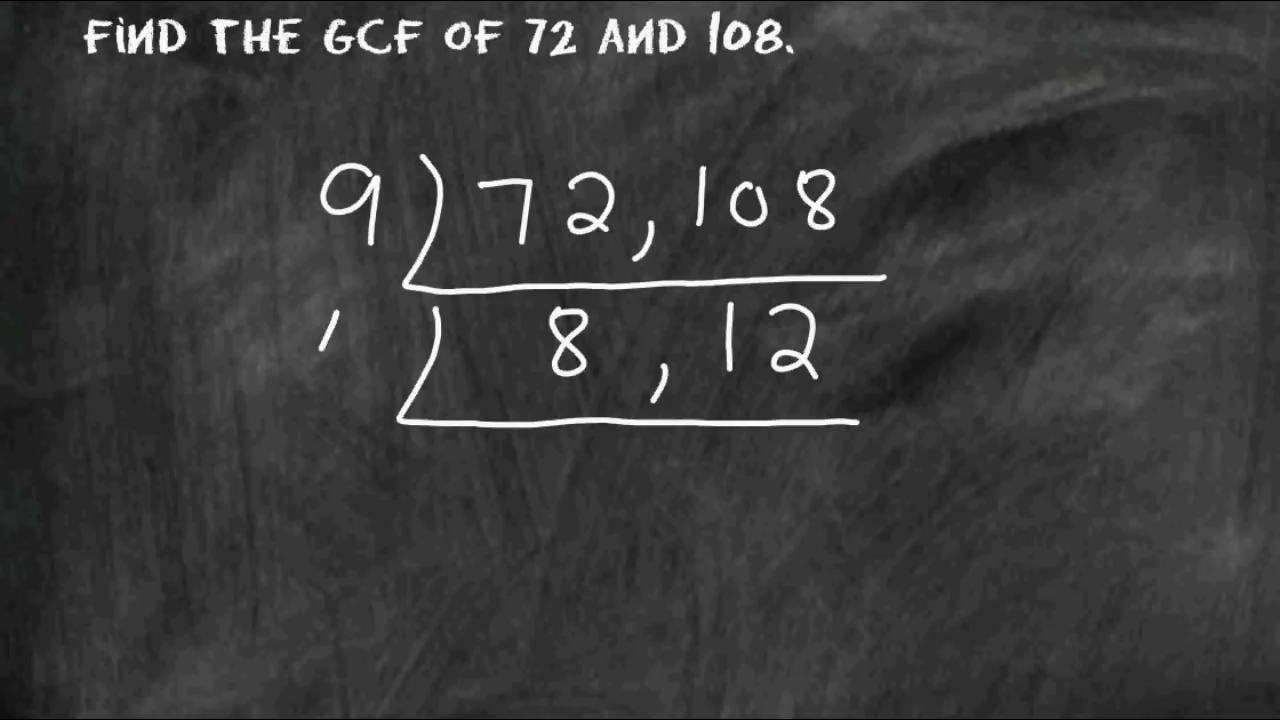 FIND THE GCF OF 72 AND 108.
9) 72, 108
) 8, 12